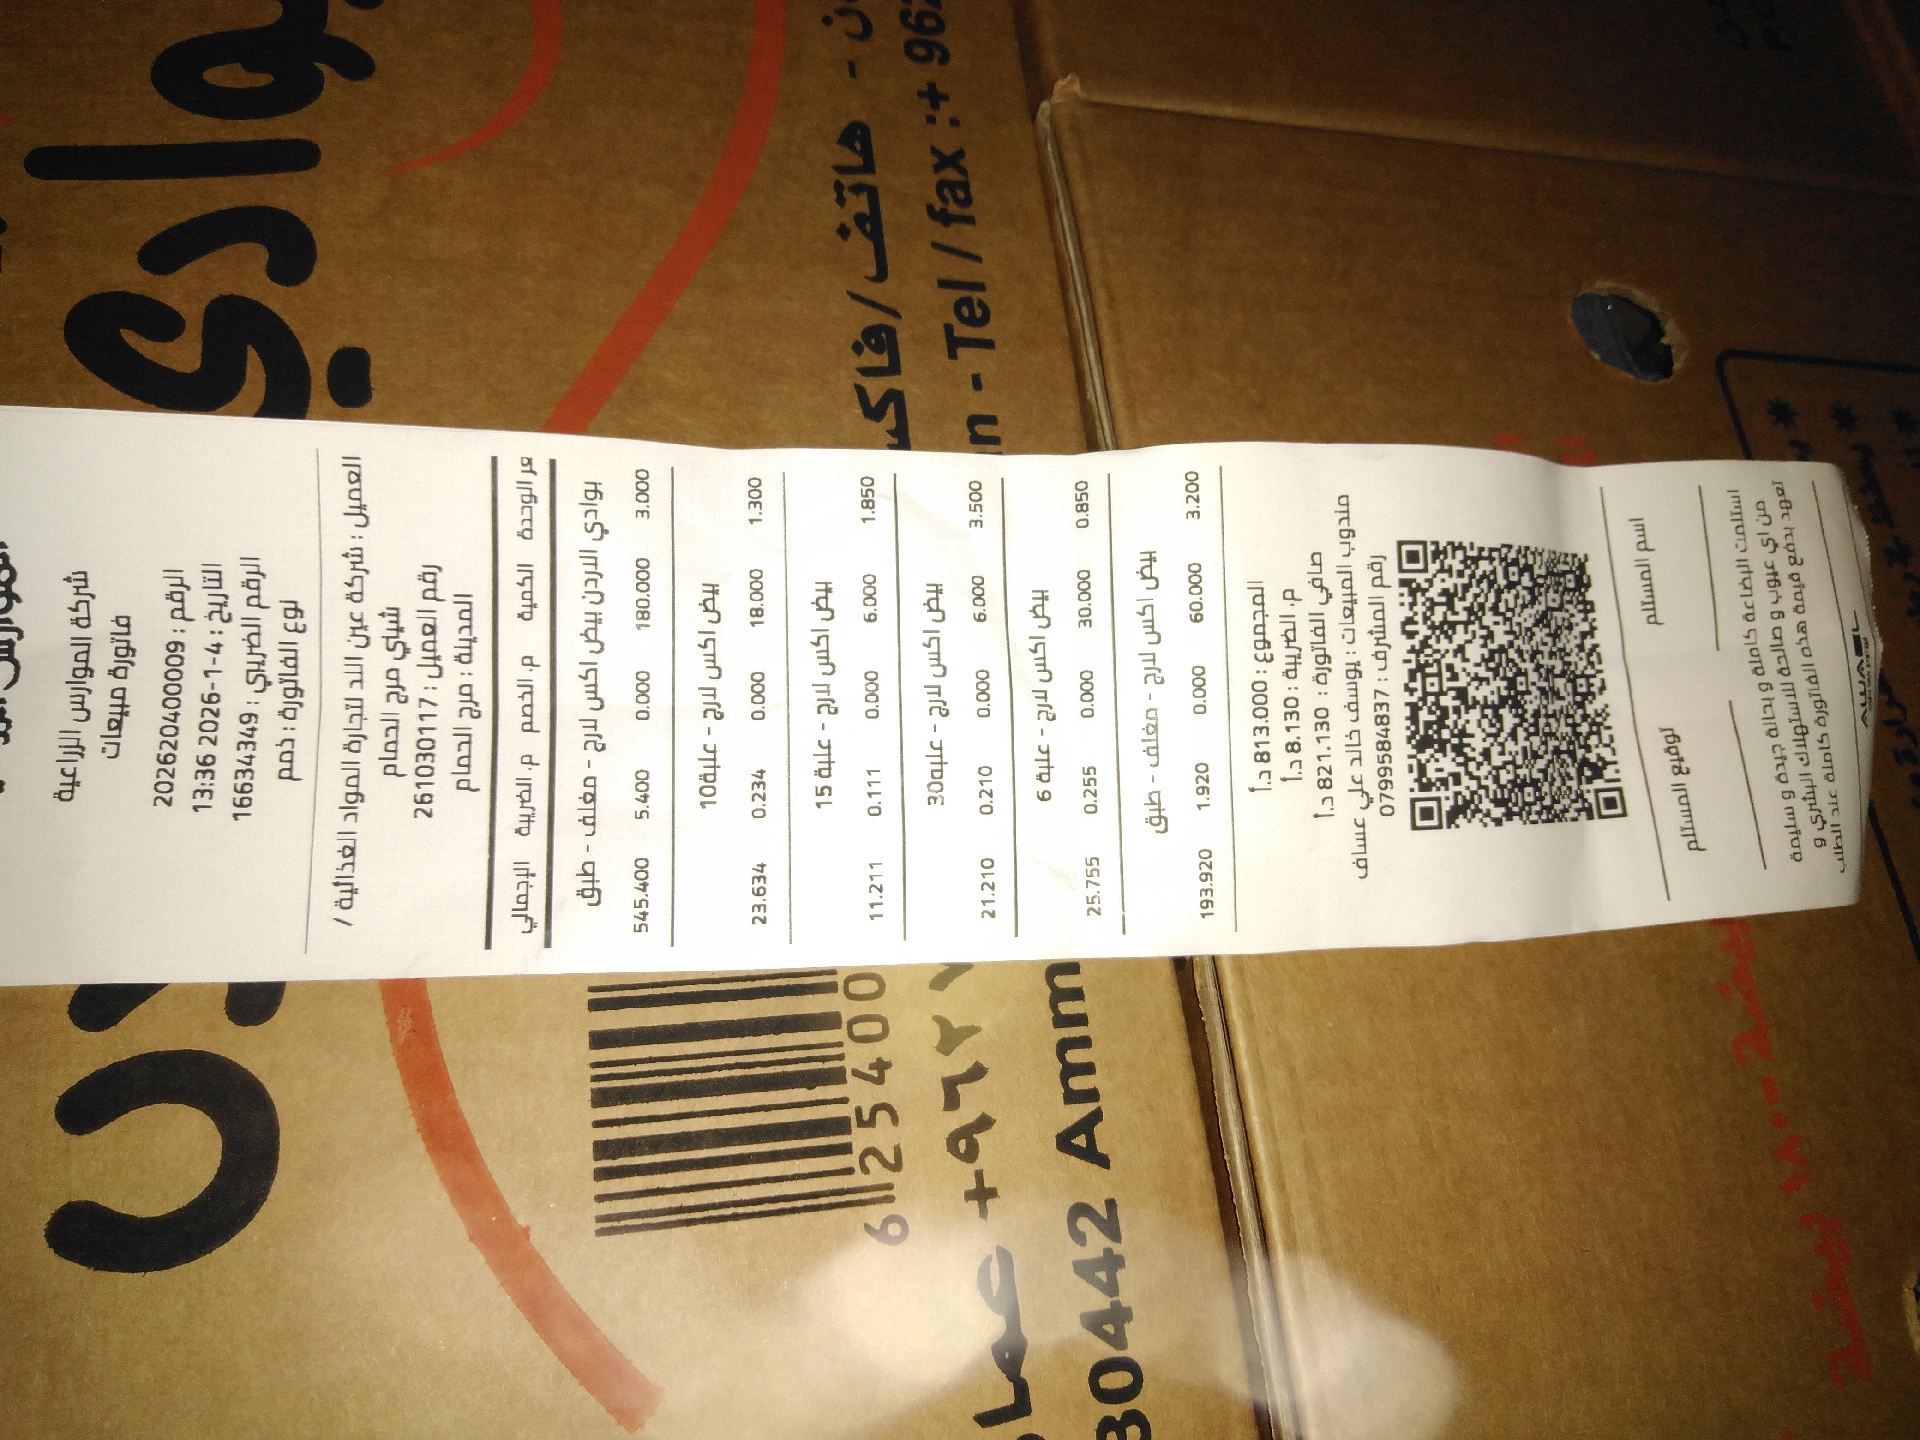 شركة الموارس الزراعية
فاتورة مبيعات
الرقم : 202620400009
التاريخ : 4-1-2026 13:36
الرقم الضريبي : 16634349
نوع الفاتورة : ذمم
العميل : شركة عين اللد لتجارة المواد الغذائية /
شباي مرج الحمام
رقم العميل : 2610300117
المدينة : مرج الحمام
الوحدة الكمية م.الخصم م.الضريبة الإجمالي
بوادي الاردن بيض اكس لارج - مغلف - طبق
3.000 180.000 0.000 5.400 545.400
بيض اكس لارج - علبة10
1.300 18.000 0.000 0.234 23.634
بيض اكس لارج - علبة 15
1.850 6.000 0.000 0.111 11.211
بيض اكس لارج - علبة30
3.500 6.000 0.000 0.210 21.210
بيض اكس لارج - علبة 6
0.850 30.000 0.000 0.255 25.755
بيض اكس لارج - مغلف - طبق
3.200 60.000 0.000 1.920 193.920
المجموع : 813.000 د.أ
م. الضريبة : 8.130 د.أ
صافي الفاتورة : 821.130 د.أ
مندوب المبيعات : يوسف خالد علي عساف
رقم المشرف : 0799584837
اسم المستلم
توقيع المستلم
استلمت البضاعة كاملة و بحالة جيدة و سليمة
من اي عيوب و صالحة للاستهلاك البشري و
تعهد بدفع قيمة هذه الفاتورة كاملة عند الطلب
هاتف/فاكس
- Tel / fax :+ 962
6 25400
عمان +٩٦٢
30442 Amm